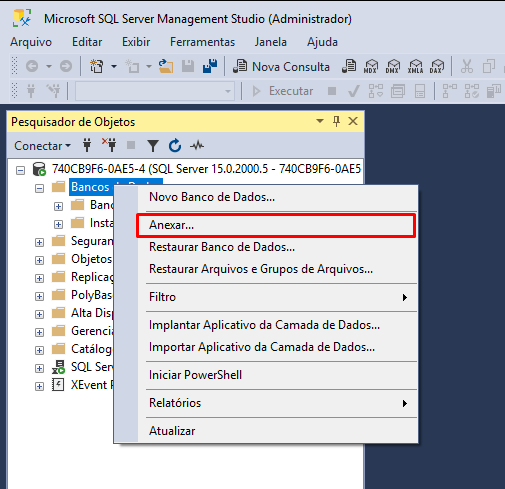 Microsoft SQL Server Management Studio (Administrador)
Arquivo Editar Exibir Ferramentas Janela Ajuda
Nova Consulta MDX DMX XMLA DAX
Executar
Pesquisador de Objetos
Conectar
740CB9F6-0AE5-4 (SQL Server 15.0.2000.5 - 740CB9F6-0AE5
Bancos de Dados
Novo Banco de Dados...
Anexar...
Restaurar Banco de Dados...
Restaurar Arquivos e Grupos de Arquivos...
Filtro
Implantar Aplicativo da Camada de Dados...
Importar Aplicativo da Camada de Dados...
Iniciar PowerShell
Relatórios
Atualizar
Banc
Insta
Seguran
Objetos
Replicaç
PolyBase
Alta Disp
Gerencia
Catálog
SQL Serv
XEvent P